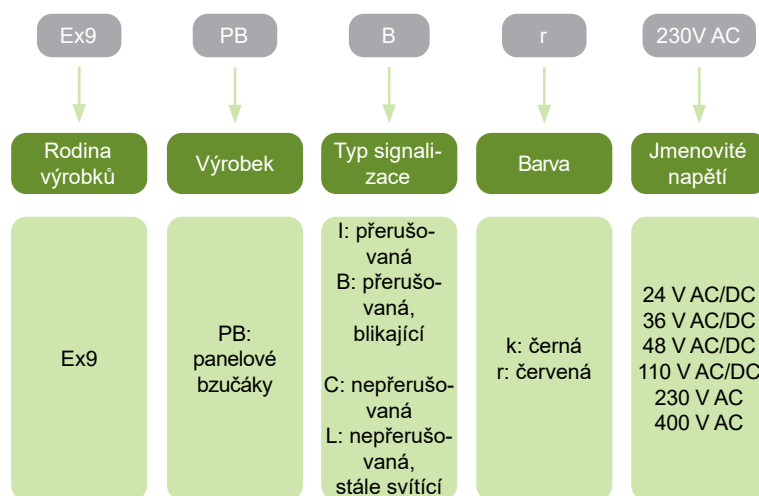 Ex9
PB
B
r
230V AC
Rodina
výrobků
Výrobek
Typ signali-
zace
Barva
Jmenovité
napětí
Ex9
PB:
panelové
bzučáky
I: přerušo-
vaná
B: přerušo-
vaná,
blikající
C: nepřerušo-
vaná
L: nepřerušo-
vaná,
stále svítící
k: černá
r: červená
24 V AC/DC
36 V AC/DC
48 V AC/DC
110 V AC/DC
230 V AC
400 V AC